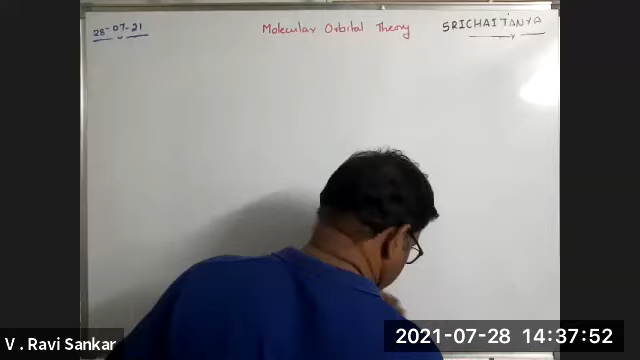 28-07-21
Molecular Orbital Theory
SRICHAITANYA
V . Ravi Sankar
2021-07-28 14:37:52